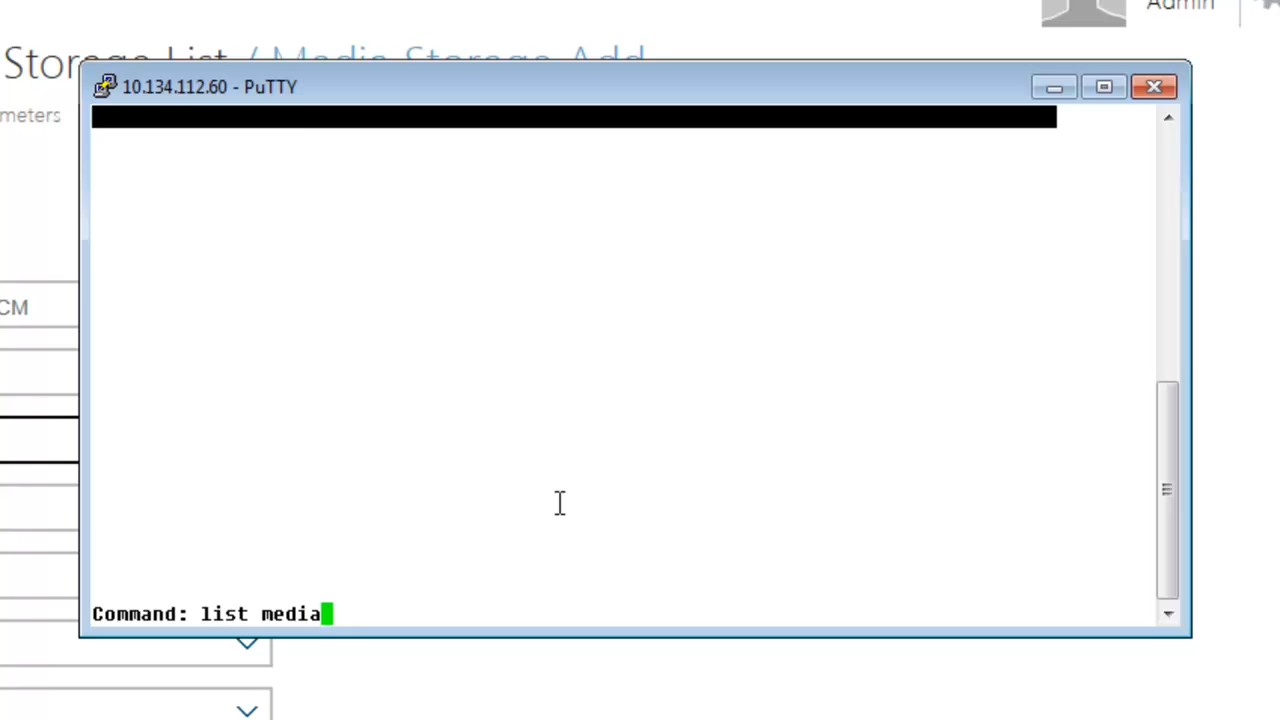 Admin
Storage List / Media Storage Add
10.134.112.60 - PuTTY
meters
CM
Command: list media